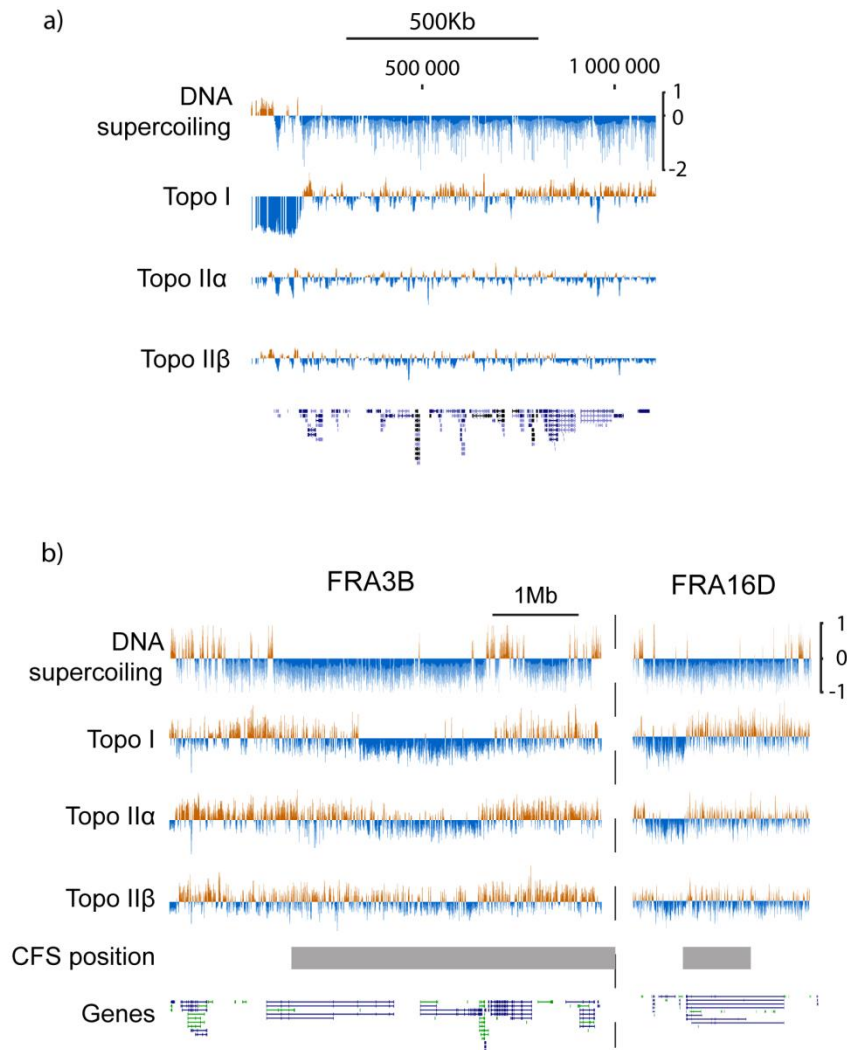 a)
500Kb
500 000
1 000 000
DNA
supercoiling
1
0
-2
Topo I
Topo IIα
Topo IIβ
b)
FRA3B
1Mb
FRA16D
DNA
supercoiling
1
0
-1
Topo I
Topo IIα
Topo IIβ
CFS position
Genes